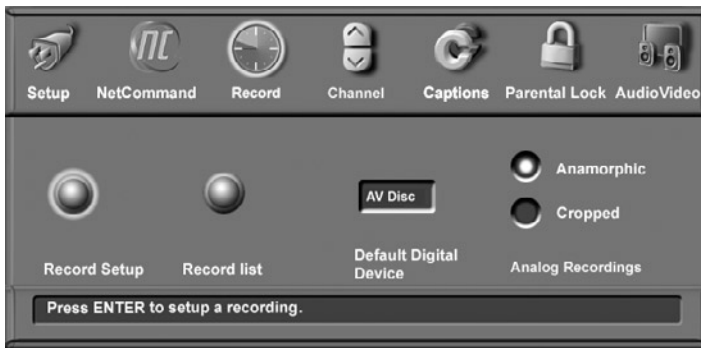 NC
Setup NetCommand Record Channel Captions Parental Lock AudioVideo
Anamorphic
AV Disc
Cropped
Record Setup Record list Default Digital Device Analog Recordings
Press ENTER to setup a recording.